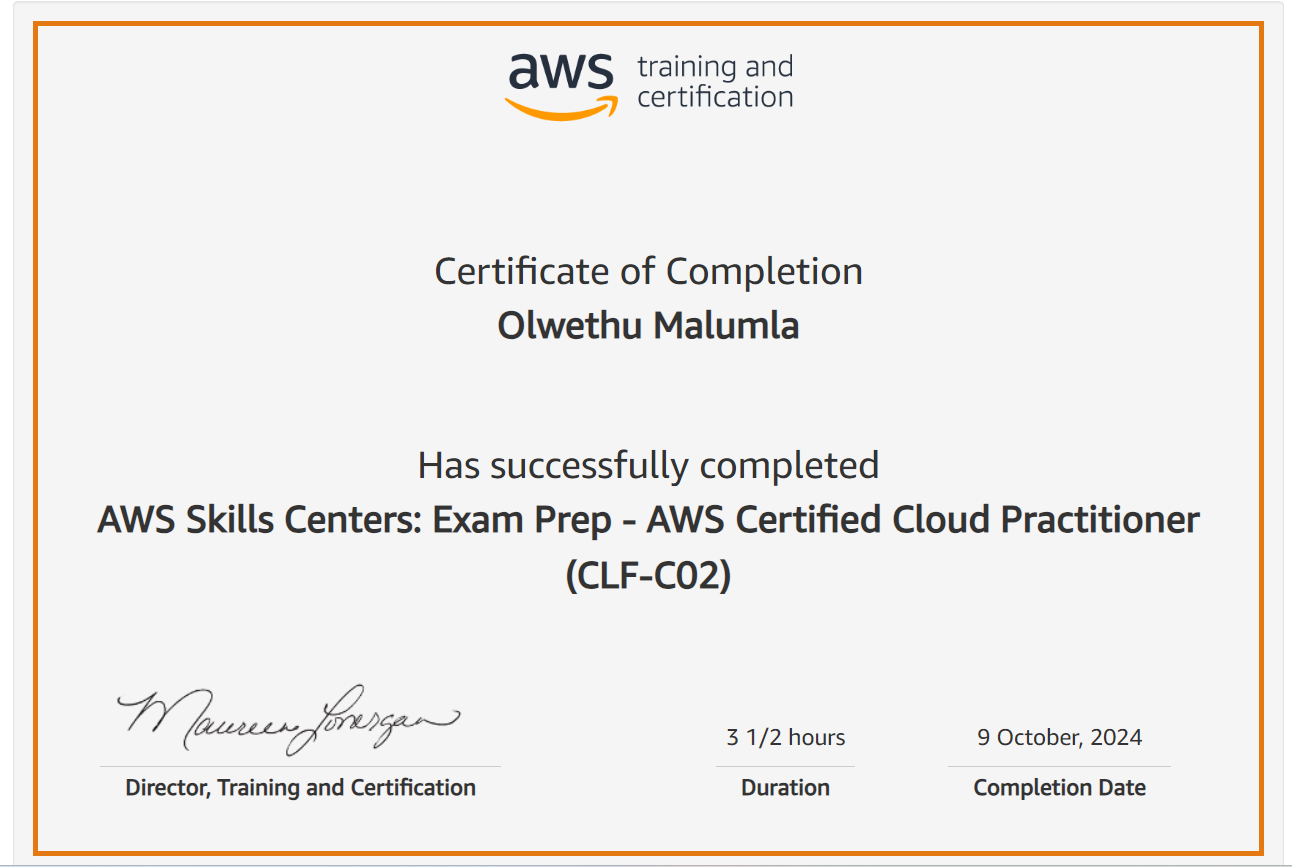 aws training and
certification
Certificate of Completion
Olwethu Malumla
Has successfully completed
AWS Skills Centers: Exam Prep - AWS Certified Cloud Practitioner
(CLF-C02)
Maureen Lonergan
Director, Training and Certification
3 1/2 hours
Duration
9 October, 2024
Completion Date